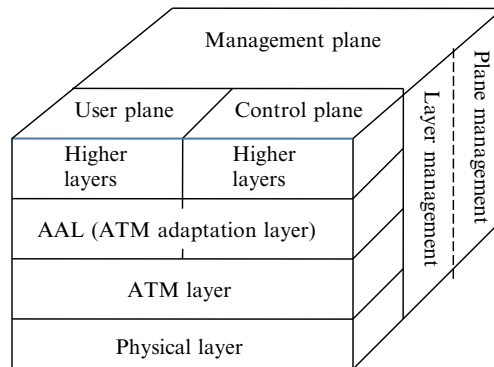 Management plane
User plane
Control plane
Higher
layers
Higher
layers
AAL (ATM adaptation layer)
ATM layer
Physical layer
Layer management
Plane management